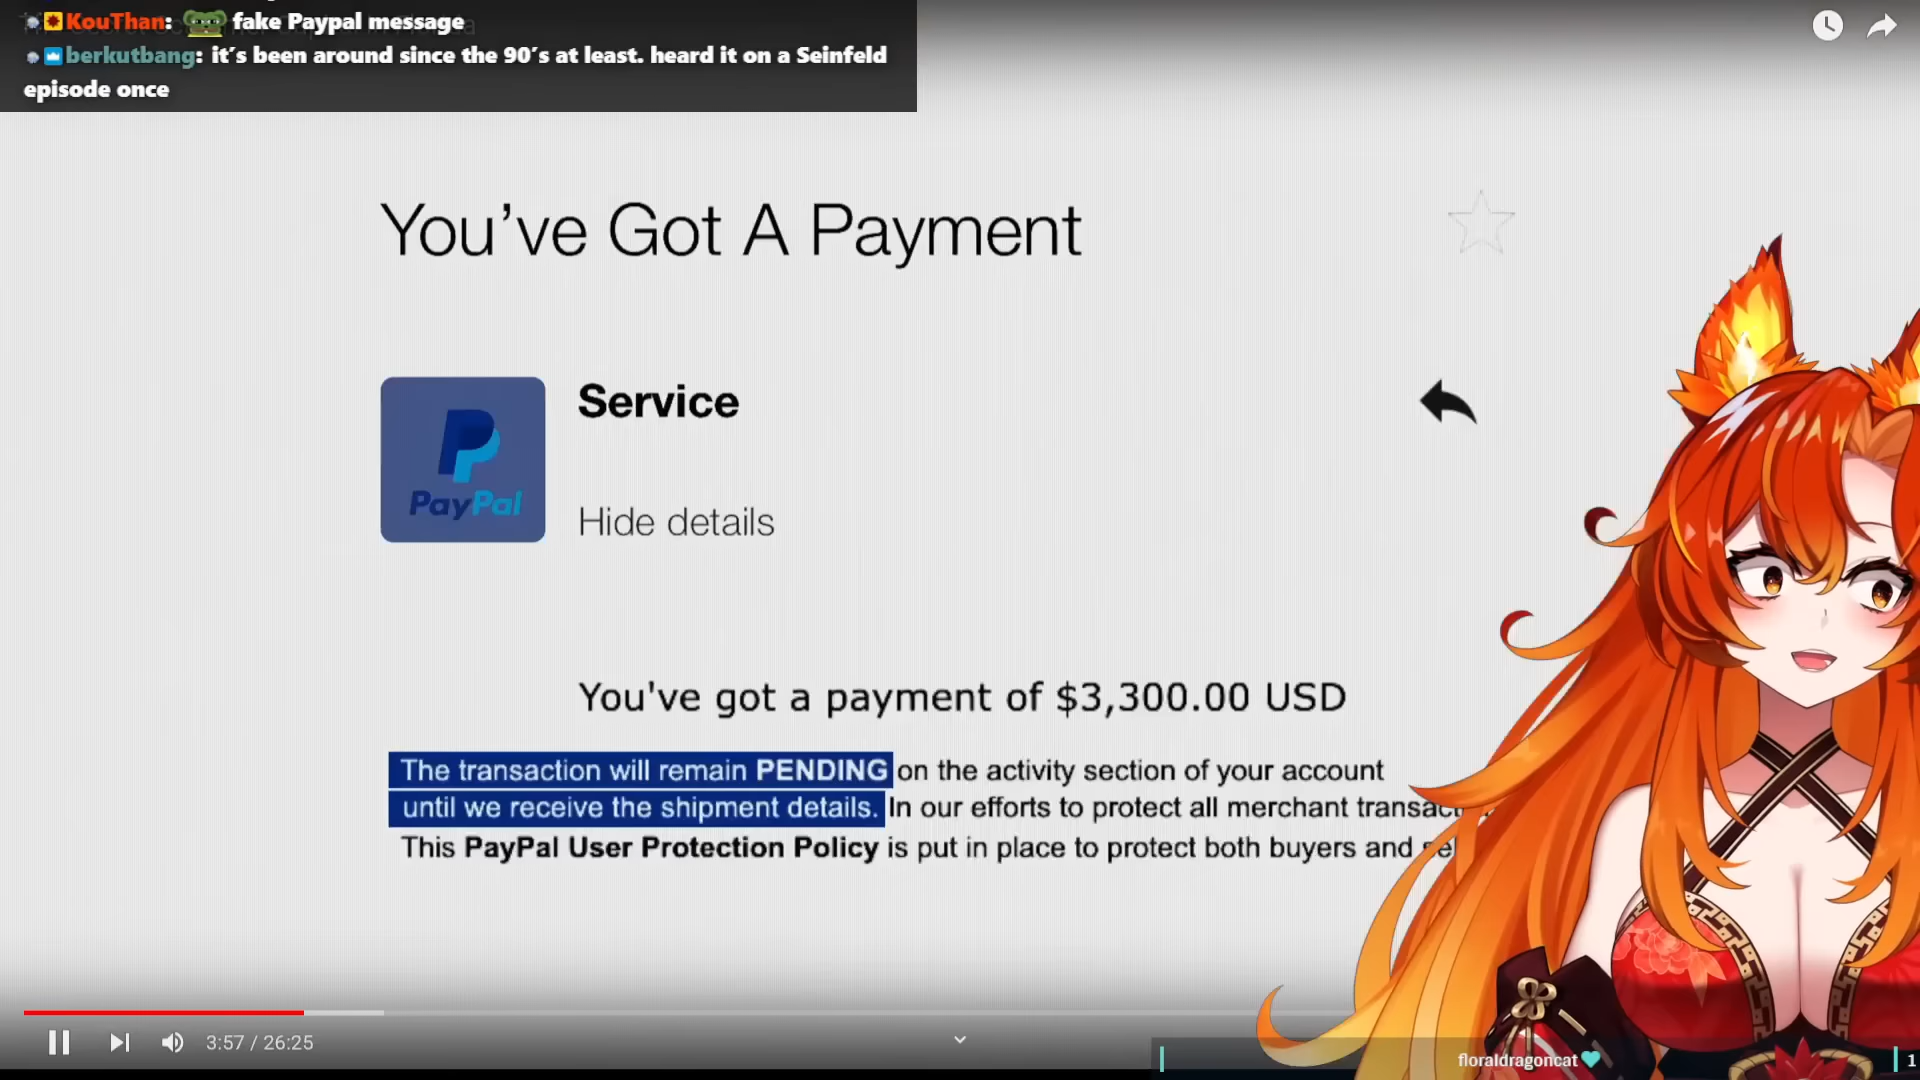 KouThan: fake Paypal message
berkutbang: it's been around since the 90's at least. heard it on a Seinfeld
episode once
You've Got A Payment
PayPal
Service
Hide details
You've got a payment of $3,300.00 USD
The transaction will remain PENDING on the activity section of your account
until we receive the shipment details. In our efforts to protect all merchant
This PayPal User Protection Policy is put in place to protect both buyers and
3:57 / 26:25
floraldragoncat
1